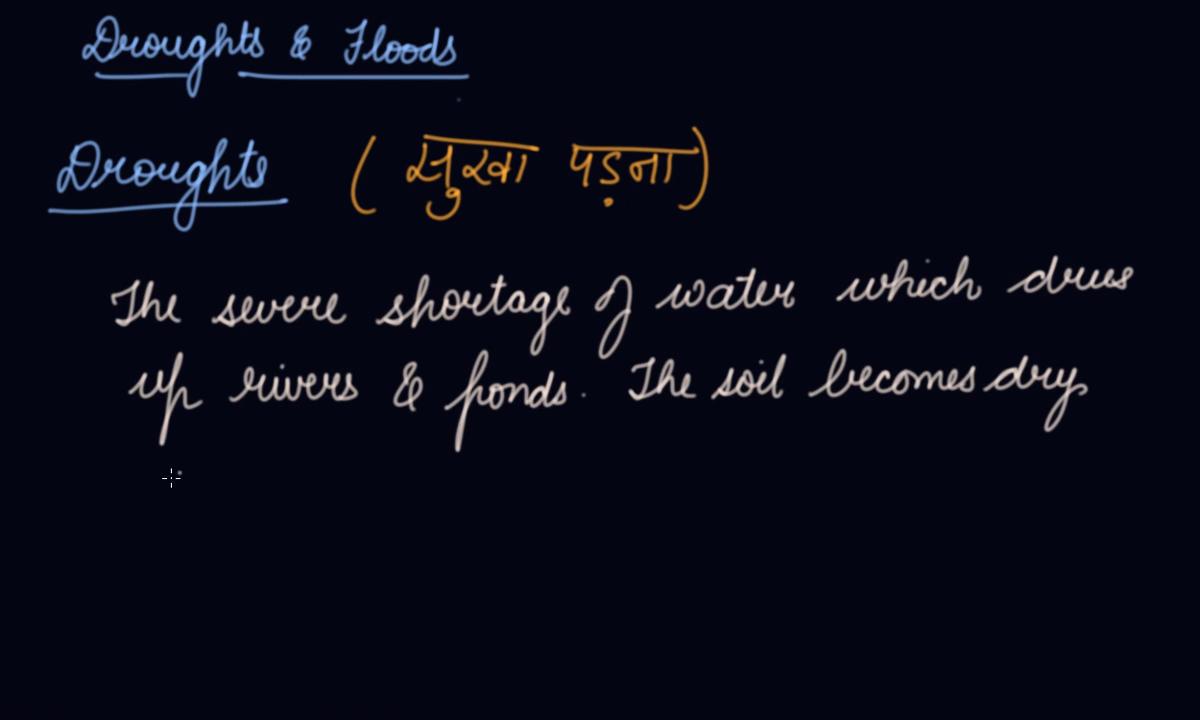 Droughts & Floods
Droughts (सुखा पड़ना)
The severe shortage of water which dries
up rivers & ponds. The soil becomes dry